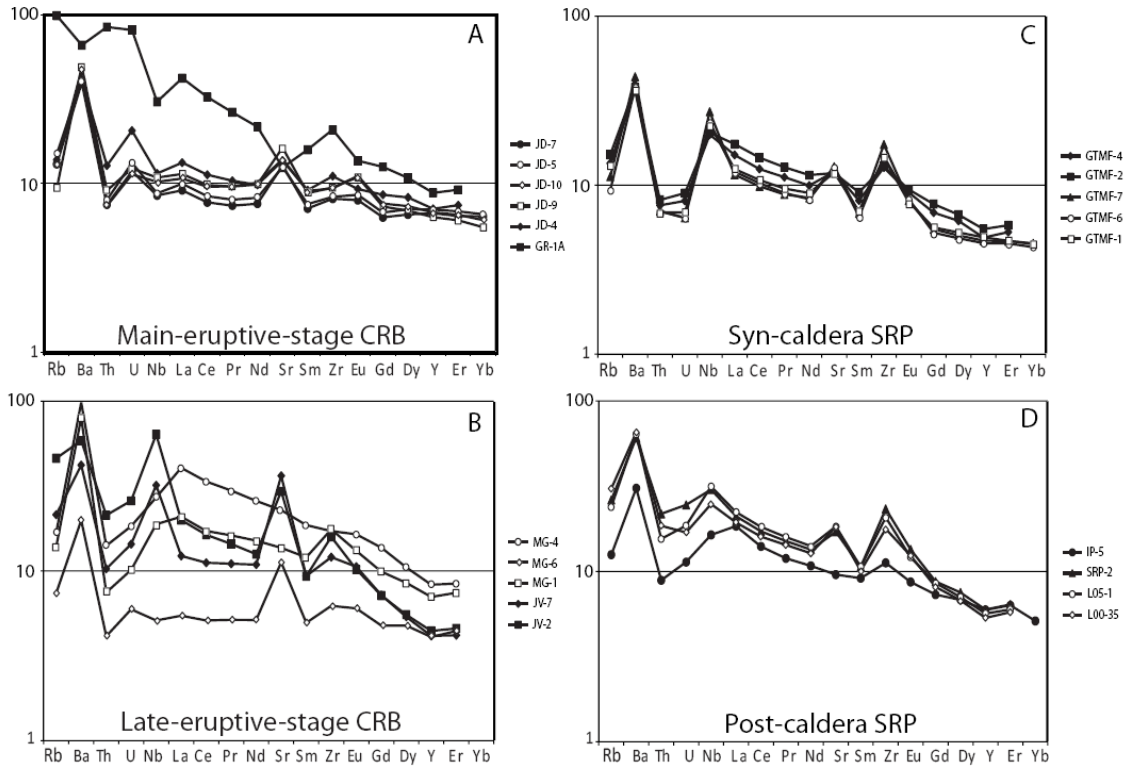 100
10
1
A
Main-eruptive-stage CRB
Rb Ba Th U Nb La Ce Pr Nd Sr Sm Zr Eu Gd Dy Y Er Yb
JD-7
JD-5
JD-10
JD-9
JD-4
GR-1A
100
10
1
C
Syn-caldera SRP
Rb Ba Th U Nb La Ce Pr Nd Sr Sm Zr Eu Gd Dy Y Er Yb
GTMF-4
GTMF-2
GTMF-7
GTMF-6
GTMF-1
100
10
1
B
Late-eruptive-stage CRB
Rb Ba Th U Nb La Ce Pr Nd Sr Sm Zr Eu Gd Dy Y Er Yb
MG-4
MG-6
MG-1
JV-7
JV-2
100
10
1
D
Post-caldera SRP
Rb Ba Th U Nb La Ce Pr Nd Sr Sm Zr Eu Gd Dy Y Er Yb
IP-5
SRP-2
L05-1
L00-35